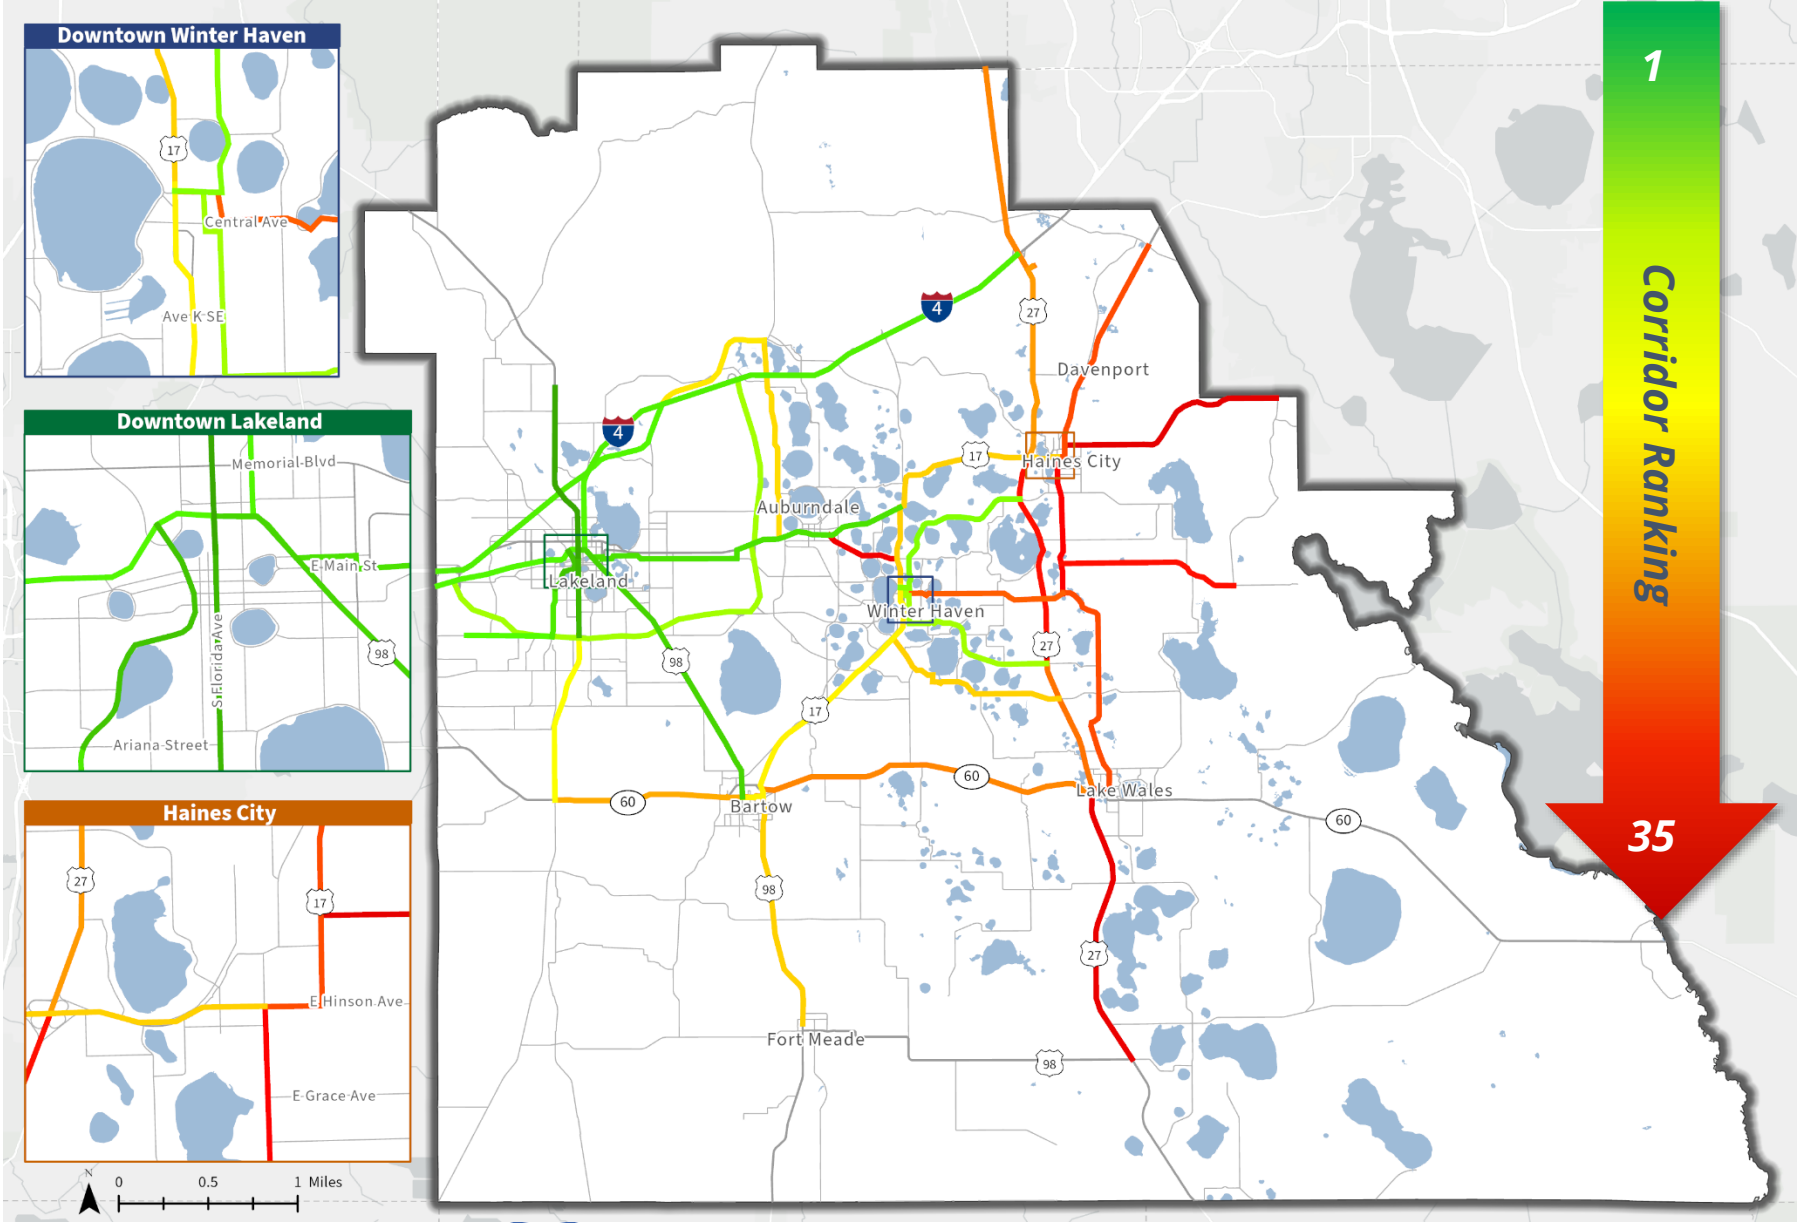 Downtown Winter Haven
17
Central Ave
Ave K SE
Downtown Lakeland
Memorial Blvd
E Main St
S Florida Ave
98
Ariana Street
Haines City
27
17
E Hinson Ave
E Grace Ave
N
0 0.5 1 Miles
4
27
Davenport
4
17
Haines City
Auburndale
Lakeland
Winter Haven
27
98
17
60
60
Lake Wales
Bartow
60
98
27
Fort Meade
98
1
Corridor Ranking
35